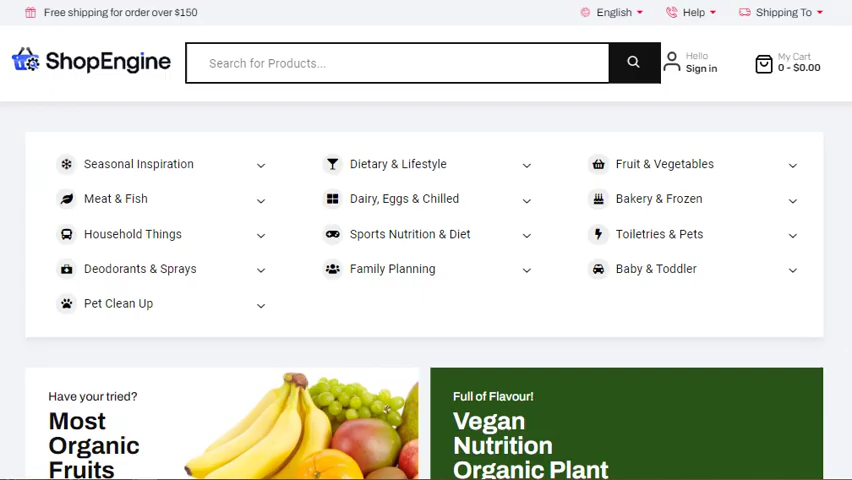 Free shipping for order over $150
English
Help
Shipping To
ShopEngine
Search for Products...
Hello
Sign in
My Cart
0 - $0.00
Seasonal Inspiration
Dietary & Lifestyle
Fruit & Vegetables
Meat & Fish
Dairy, Eggs & Chilled
Bakery & Frozen
Household Things
Sports Nutrition & Diet
Toiletries & Pets
Deodorants & Sprays
Family Planning
Baby & Toddler
Pet Clean Up
Have your tried?
Most
Organic
Fruits
Full of Flavour!
Vegan
Nutrition
Organic Plant